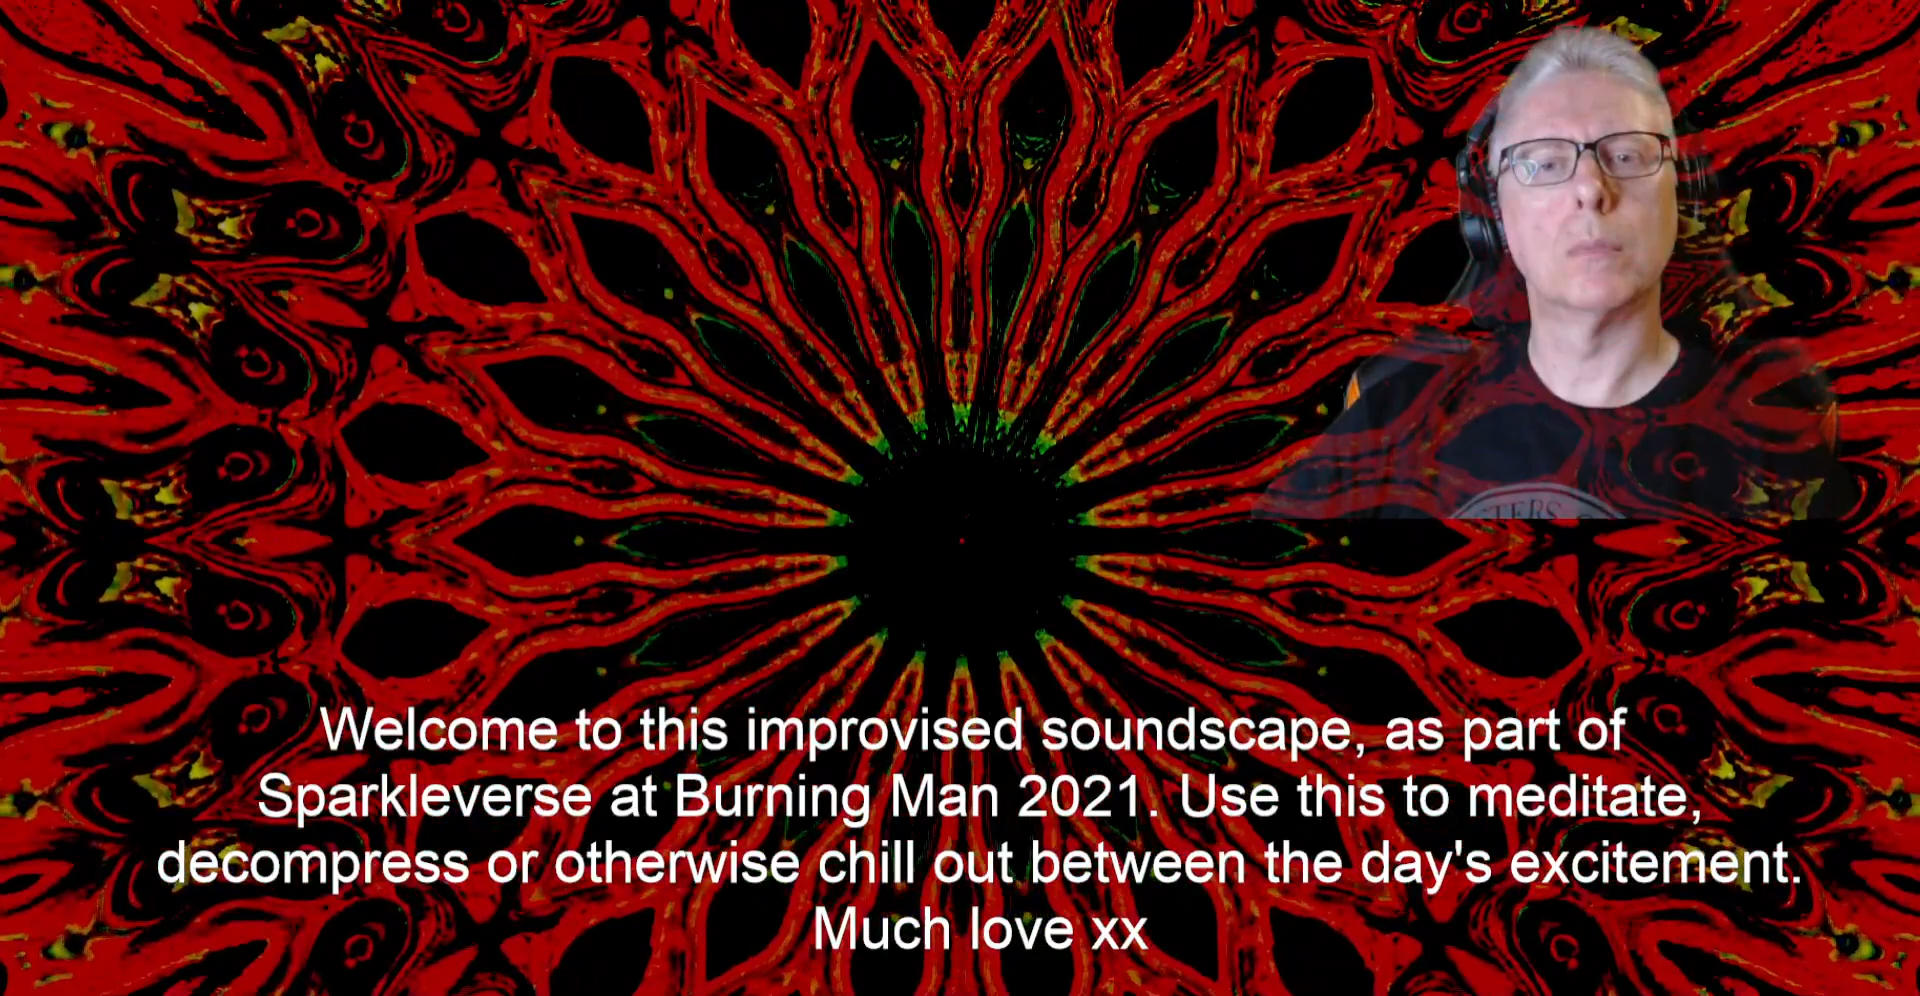 STERS
Welcome to this improvised soundscape, as part of
Sparkleverse at Burning Man 2021. Use this to meditate,
decompress or otherwise chill out between the day's excitement.
Much love xx